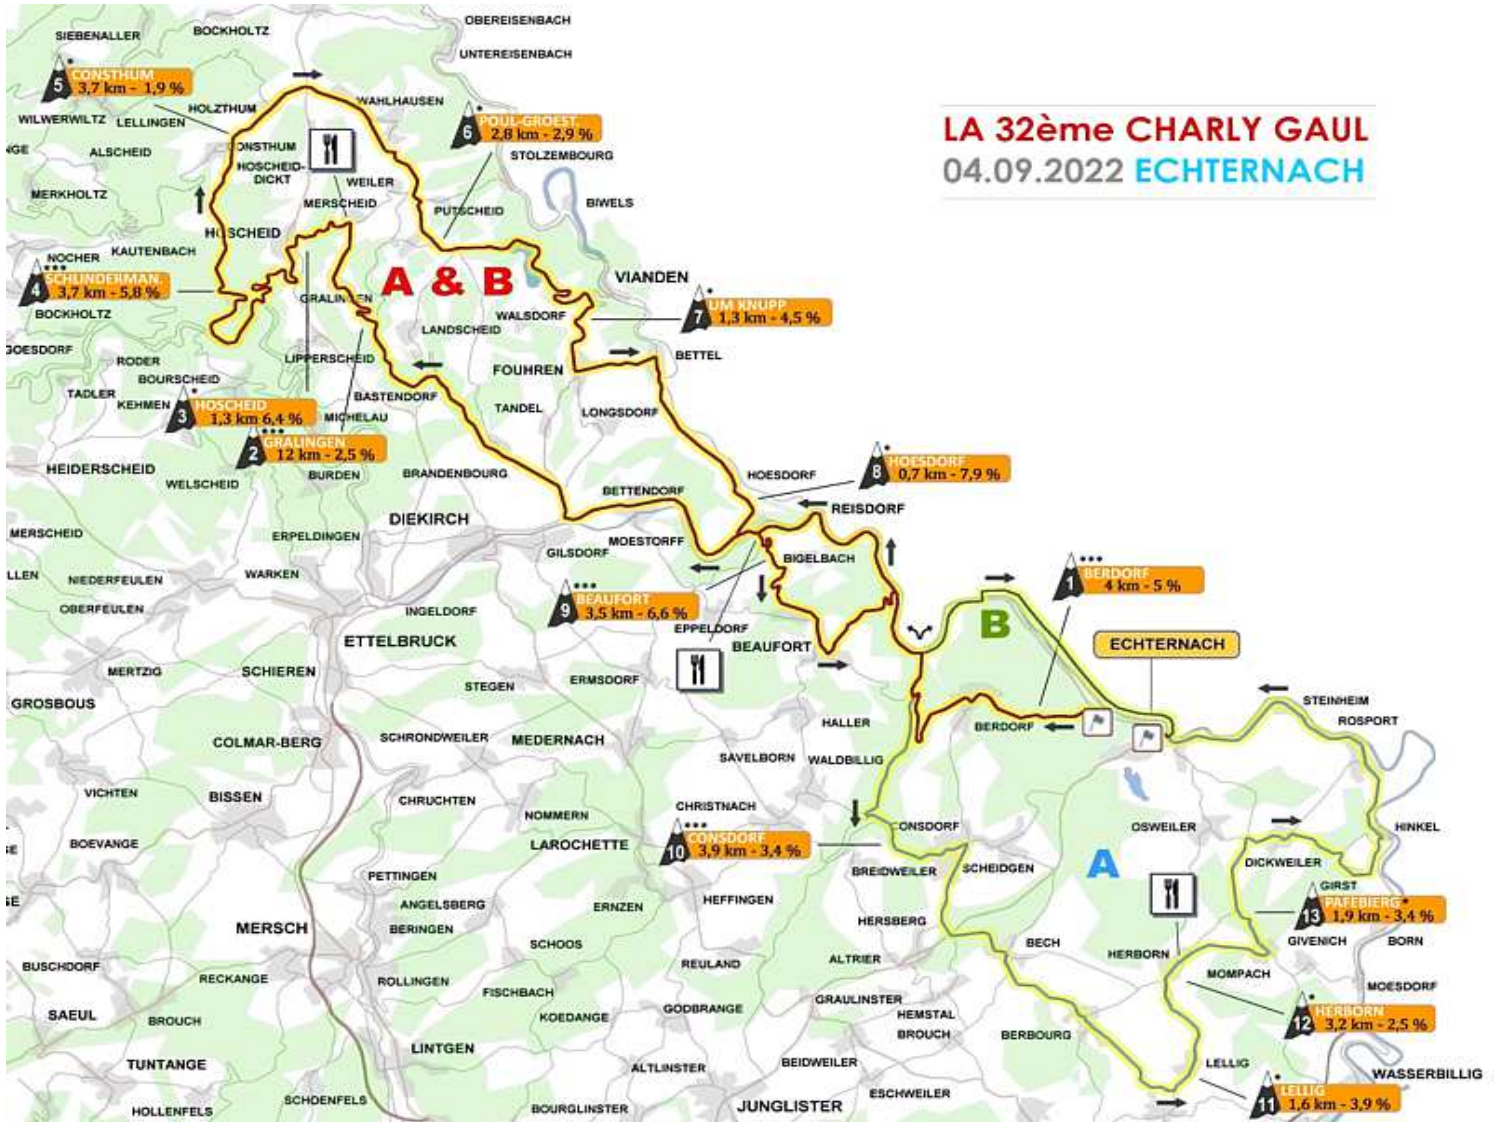 OBEREISENBACH
BOCKHOLTZ
SIEBENALLER
UNTEREISENBACH
5
CONSTHUM
3,7 km - 1,9 %
WAHLHAUSEN
HOLZTHUM
WILWERWILTZ
LELLINGEN
6
POUL-GROEST.
2,8 km - 2,9 %
LA 32ème CHARLY GAUL
04.09.2022 ECHTERNACH
ALSCHEID
CONSTHUM
HOSCHEID-
DICKT
STOLZEMBOURG
WEILER
MERKHOLTZ
MERSCHEID
PUTSCHEID
BIWELS
HOSCHEID
KAUTENBACH
NOCHER
4
SCHLINDERMAN.
3,7 km - 5,8 %
A & B
VIANDEN
GRALINGEN
BOCKHOLTZ
LANDSCHEID
WALSDORF
7
UM KNUPP
1,3 km - 4,5 %
GOESDORF
RODER
LIPPERSCHEID
BETTEL
BOURSCHEID
FOUHREN
TADLER
KEHMEN
BASTENDORF
3
HOSCHEID
1,3 km 6,4 %
MICHELAU
TANDEL
LONGSDORF
2
GRALINGEN
12 km - 2,5 %
HEIDERSCHEID
WELSCHEID
BURDEN
BRANDENBOURG
HOESDORF
8
HOESDORF
0,7 km - 7,9 %
BETTENDORF
REISDORF
DIEKIRCH
MERSCHEID
ERPELDINGEN
MOESTORFF
GILSDORF
BIGELBACH
NIEDERFEULEN
WARKEN
1
BERDORF
4 km - 5 %
OBERFEULEN
INGELDORF
9
BEAUFORT
3,5 km - 6,6 %
EPPELDORF
B
ETTELBRUCK
BEAUFORT
ECHTERNACH
MERTZIG
SCHIEREN
STEGEN
ERMSDORF
GROSBOUS
STEINHEIM
ROSPORT
HALLER
BERDORF
COLMAR-BERG
SCHRONDWEILER
MEDERNACH
SAVELBORN
WALDBILLIG
VICHTEN
BISSEN
CHRUCHTEN
NOMMERN
CHRISTNACH
CONSDORF
OSWEILER
HINKEL
BOEVANGE
LAROCHETTE
10
CONSDORF
3,9 km - 3,4 %
BREIDWEILER
SCHEIDGEN
A
DICKWEILER
PETTINGEN
GIRST
ANGELSBERG
ERNZEN
HEFFINGEN
13
PAFEBIERG
1,9 km - 3,4 %
MERSCH
BERINGEN
HERSBERG
SCHOOS
BECH
GIVENICH
BORN
HERBORN
BUSCHDORF
RECKANGE
ROLLINGEN
REULAND
ALTRIER
MOMPACH
FISCHBACH
MOESDORF
SAEUL
BROUCH
KOEDANGE
GODBRANGE
GRAULINSTER
HEMSTAL
BROUCH
BERBOURG
12
HERBORN
3,2 km - 2,5 %
LINTGEN
TUNTANGE
ALTLINSTER
BEIDWEILER
LELLIG
WASSERBILLIG
HOLLENFELS
SCHOENFELS
BOURGLINSTER
JUNGLISTER
ESCHWEILER
11
LELLIG
1,6 km - 3,9 %